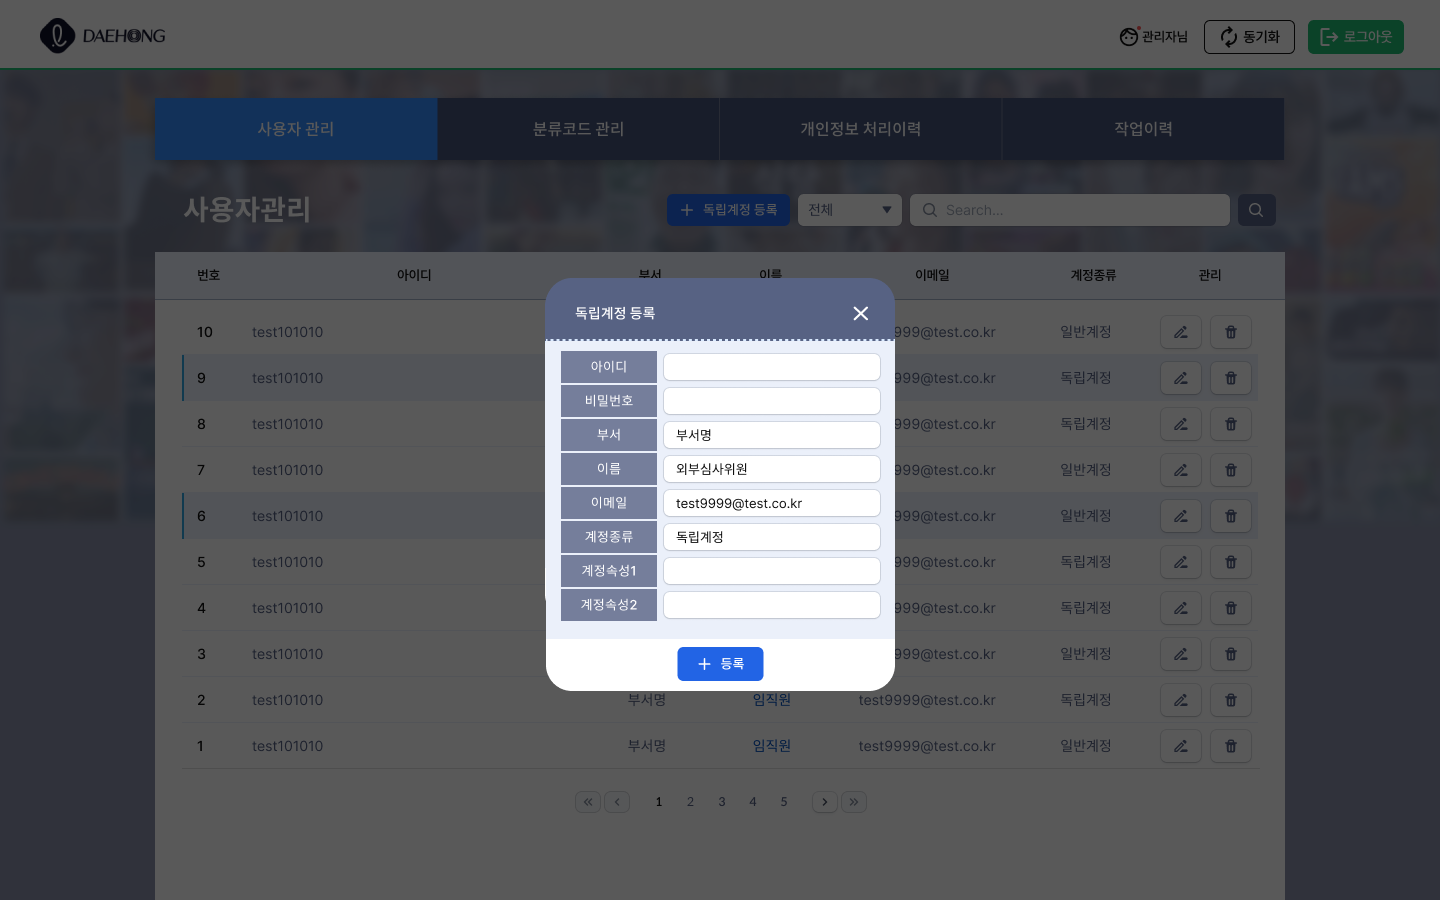 DAEHONG
관리자님
동기화
로그아웃
사용자 관리
분류코드 관리
개인정보 처리이력
작업이력
사용자관리
독립계정 등록
전체
Search...
번호 아이디 부서 이름 이메일 계정종류 관리
10 test101010 999@test.co.kr 일반계정
9 test101010 999@test.co.kr 독립계정
8 test101010 999@test.co.kr 독립계정
7 test101010 999@test.co.kr 일반계정
6 test101010 999@test.co.kr 일반계정
5 test101010 999@test.co.kr 독립계정
4 test101010 999@test.co.kr 독립계정
3 test101010 999@test.co.kr 일반계정
2 test101010 부서명 임직원 test9999@test.co.kr 독립계정
1 test101010 부서명 임직원 test9999@test.co.kr 일반계정
« ‹ 1 2 3 4 5 › »
독립계정 등록
아이디
비밀번호
부서 부서명
이름 외부심사위원
이메일 test9999@test.co.kr
계정종류 독립계정
계정속성1
계정속성2
등록